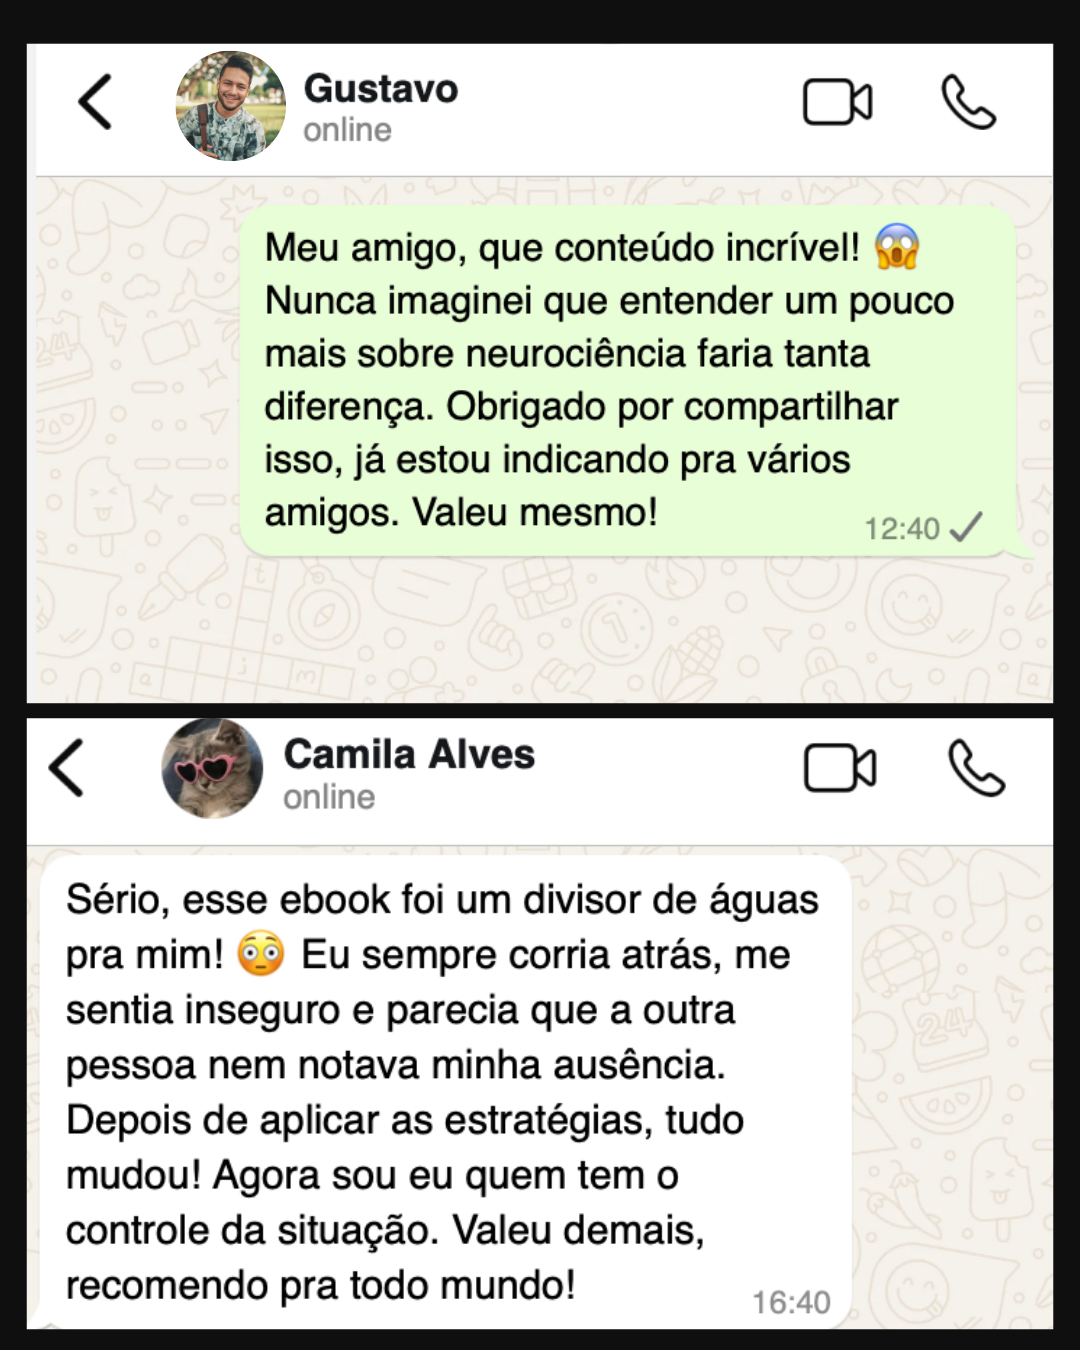 Gustavo
online
Meu amigo, que conteúdo incrível! 😱
Nunca imaginei que entender um pouco
mais sobre neurociência faria tanta
diferença. Obrigado por compartilhar
isso, já estou indicando pra vários
amigos. Valeu mesmo!
12:40
Camila Alves
online
Sério, esse ebook foi um divisor de águas
pra mim! 😳 Eu sempre corria atrás, me
sentia inseguro e parecia que a outra
pessoa nem notava minha ausência.
Depois de aplicar as estratégias, tudo
mudou! Agora sou eu quem tem o
controle da situação. Valeu demais,
recomendo pra todo mundo!
16:40